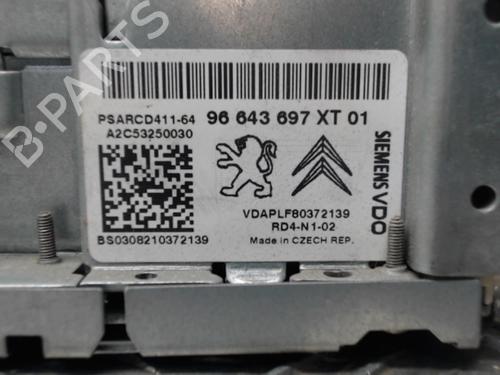 PSARCD411-64
A2C53250030
96 643 697 XT 01
SIEMENS VDO
VDAPLF80372139
RD4-N1-02
BS0308210372139
Made in CZECH REP.